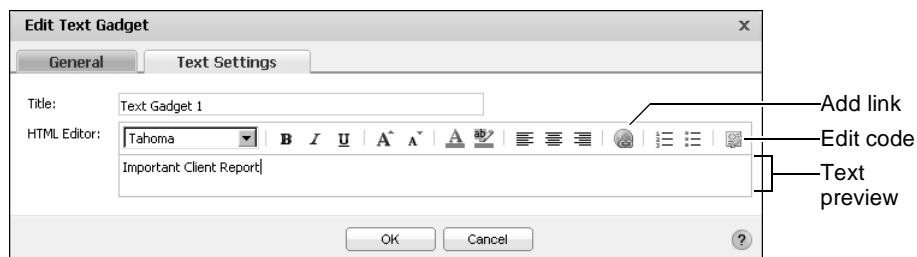 Edit Text Gadget x
General Text Settings
Title: Text Gadget 1
HTML Editor: Tahoma B I U A A A ab
Important Client Report
OK Cancel ?
Add link
Edit code
Text
preview